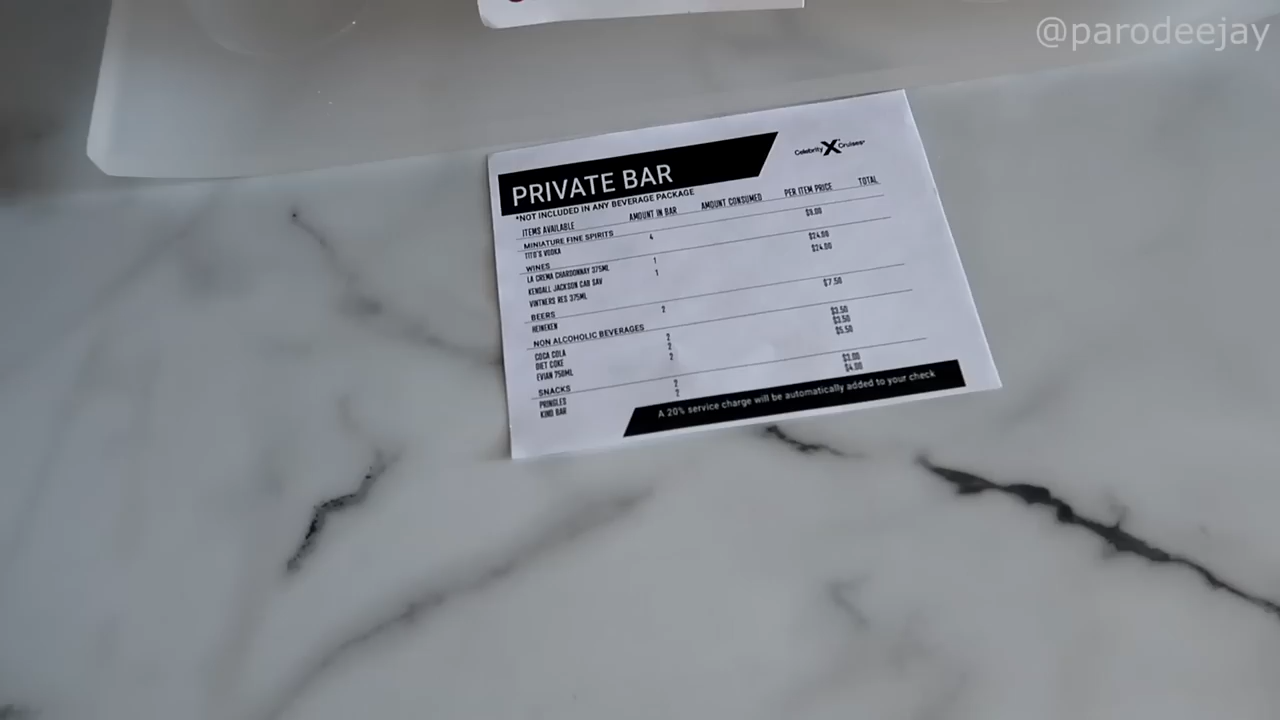 @parodeejay
PRIVATE BAR
Celebrity X Cruises
*NOT INCLUDED IN ANY BEVERAGE PACKAGE
ITEMS AVAILABLE AMOUNT IN BAR AMOUNT CONSUMED PER ITEM PRICE TOTAL
MINIATURE FINE SPIRITS
TITO'S VODKA 4 $9.00
WINES
LA CREMA CHARDONNAY 375ML 1 $24.00
KENDALL JACKSON CAB SAV 1 $24.00
VINTNERS RES 375ML
BEERS
HEINEKEN 2 $7.50
NON ALCOHOLIC BEVERAGES
COCA COLA 2 $3.50
DIET COKE 2 $3.50
EVIAN 750ML 2 $5.50
SNACKS
PRINGLES 2 $3.00
KIND BAR 2 $4.00
A 20% service charge will be automatically added to your check